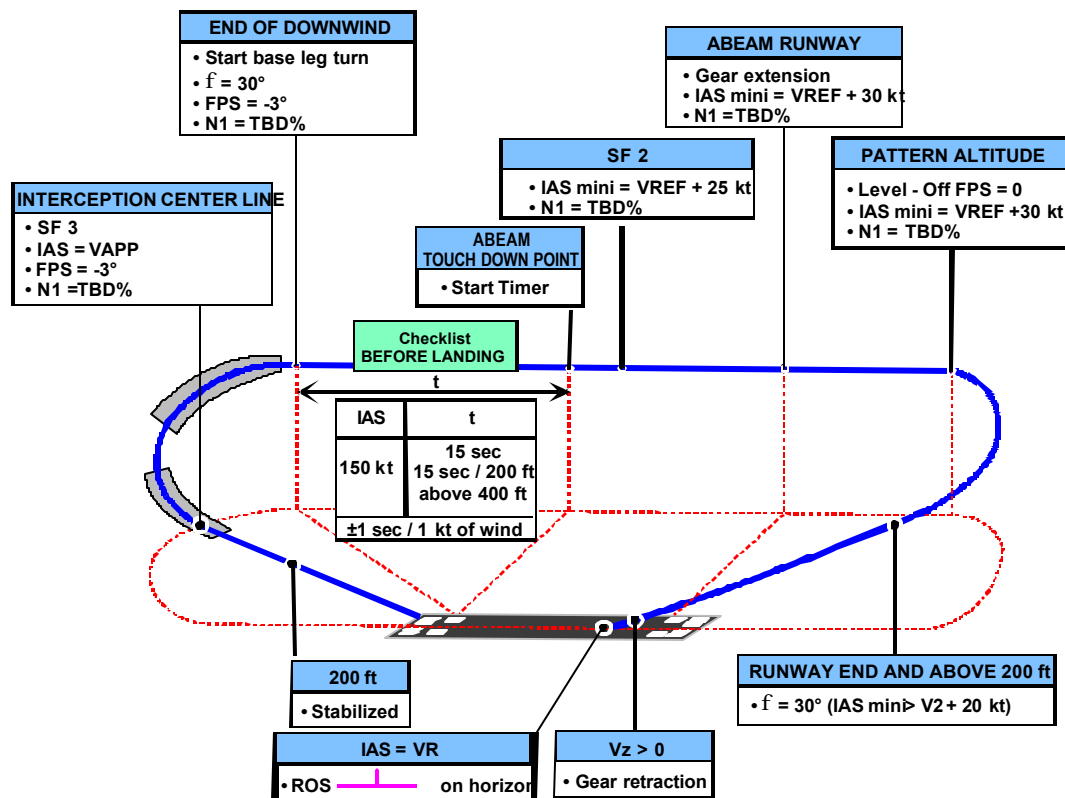 END OF DOWNWIND
• Start base leg turn
• f = 30°
• FPS = -3°
• N1 = TBD%
ABEAM RUNWAY
• Gear extension
• IAS mini = VREF + 30 kt
• N1 = TBD%
SF 2
• IAS mini = VREF + 25 kt
• N1 = TBD%
PATTERN ALTITUDE
• Level - Off FPS = 0
• IAS mini = VREF +30 kt
• N1 = TBD%
INTERCEPTION CENTER LINE
• SF 3
• IAS = VAPP
• FPS = -3°
• N1 =TBD%
ABEAM
TOUCH DOWN POINT
• Start Timer
Checklist
BEFORE LANDING
t
IAS t
150 kt
15 sec
15 sec / 200 ft
above 400 ft
±1 sec / 1 kt of wind
200 ft
• Stabilized
RUNWAY END AND ABOVE 200 ft
• f = 30° (IAS mini> V2 + 20 kt)
IAS = VR
• ROS on horizon
Vz > 0
• Gear retraction